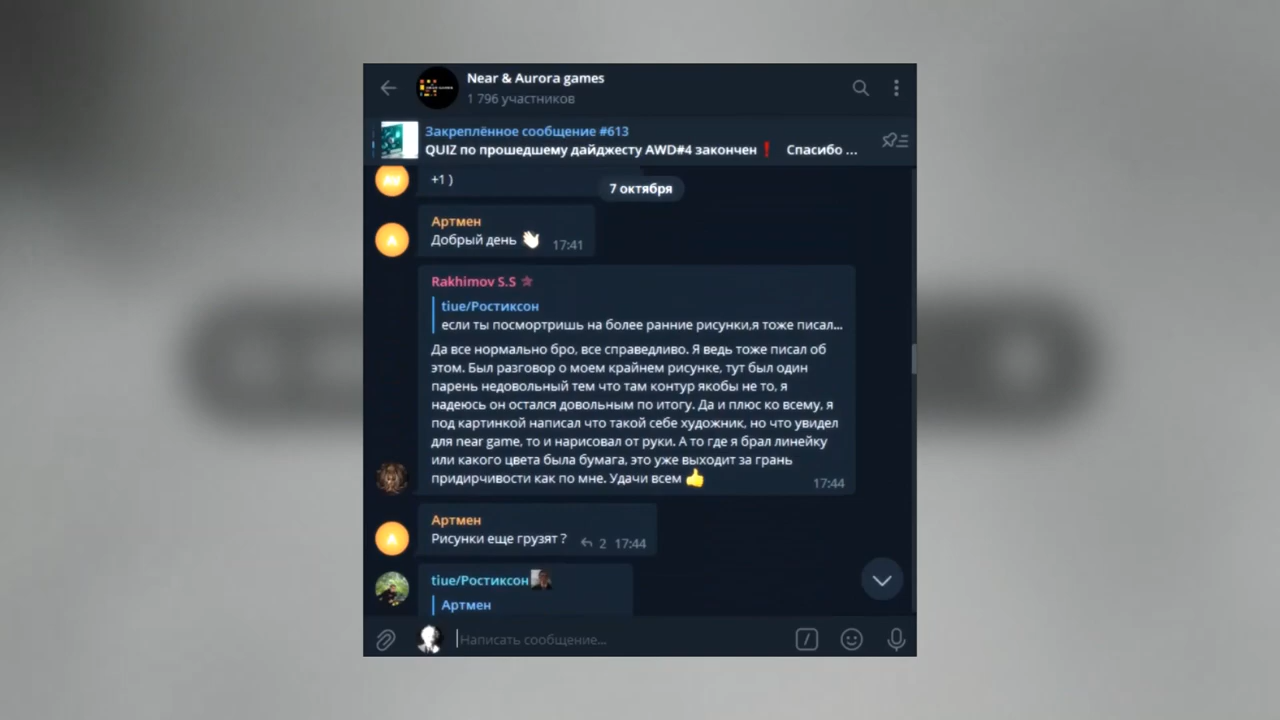 Near & Aurora games
1 796 участников
Закреплённое сообщение #613
QUIZ по прошедшему дайджесту AWD#4 закончен❗ Спасибо ...
+1 )
7 октября
Артмен
Добрый день 👋 17:41
Rakhimov S.S
tiue/Ростиксон
если ты посмортришь на более ранние рисунки,я тоже писал...
Да все нормально бро, все справедливо. Я ведь тоже писал об
этом. Был разговор о моем крайнем рисунке, тут был один
парень недовольный тем что там контур якобы не то, я
надеюсь он остался довольным по итогу. Да и плюс ко всему, я
под картинкой написал что такой себе художник, но что увидел
для near game, то и нарисовал от руки. А то где я брал линейку
или какого цвета была бумага, это уже выходит за грань
придирчивости как по мне. Удачи всем 👍 17:44
Артмен
Рисунки еще грузят ? 2 17:44
tiue/Ростиксон
Артмен
Написать сообщение...